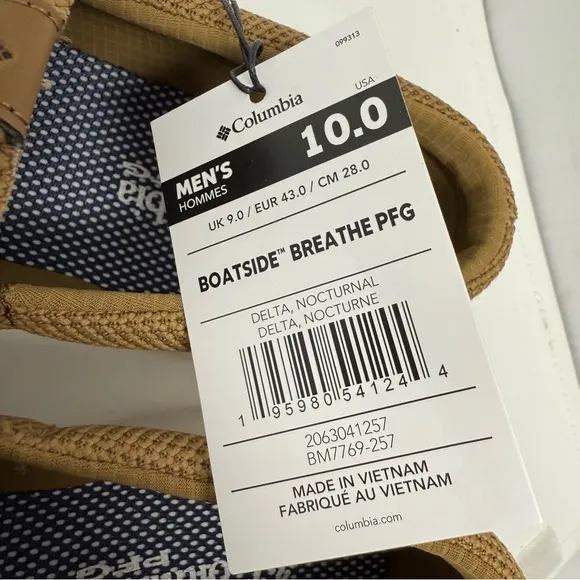 099313
Columbia
USA
MEN'S 10.0
HOMMES
UK 9.0 / EUR 43.0 / CM 28.0
BOATSIDE™ BREATHE PFG
DELTA, NOCTURNAL
DELTA, NOCTURNE
1 95980 54124 4
2063041257
BM7769-257
MADE IN VIETNAM
FABRIQUÉ AU VIETNAM
columbia.com
PFG